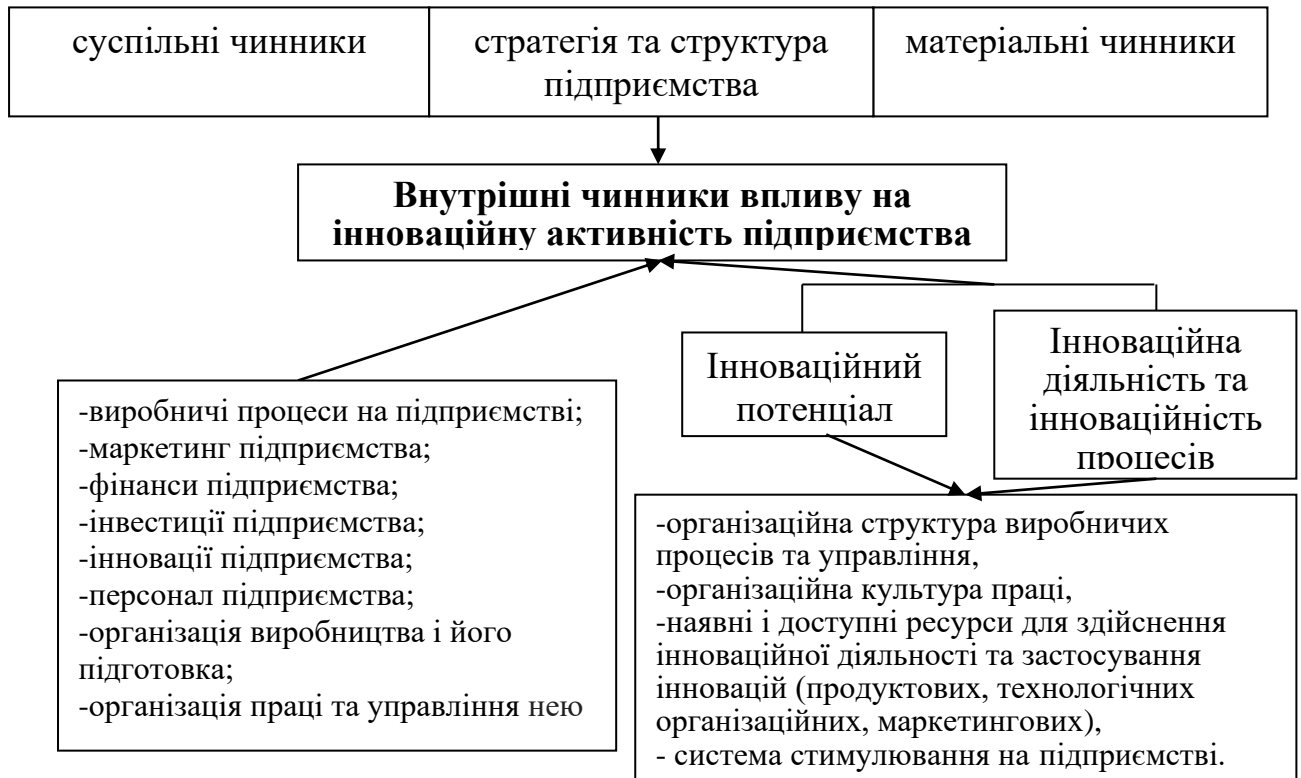 суспільні чинники
стратегія та структура
підприємства
матеріальні чинники
Внутрішні чинники впливу на
інноваційну активність підприємства
Інноваційний
потенціал
Інноваційна
діяльність та
інноваційність
процесів
-виробничі процеси на підприємстві;
-маркетинг підприємства;
-фінанси підприємства;
-інвестиції підприємства;
-інновації підприємства;
-персонал підприємства;
-організація виробництва і його
підготовка;
-організація праці та управління нею
-організаційна структура виробничих
процесів та управління,
-організаційна культура праці,
-наявні і доступні ресурси для здійснення
інноваційної діяльності та застосування
інновацій (продуктових, технологічних
організаційних, маркетингових),
- система стимулювання на підприємстві.